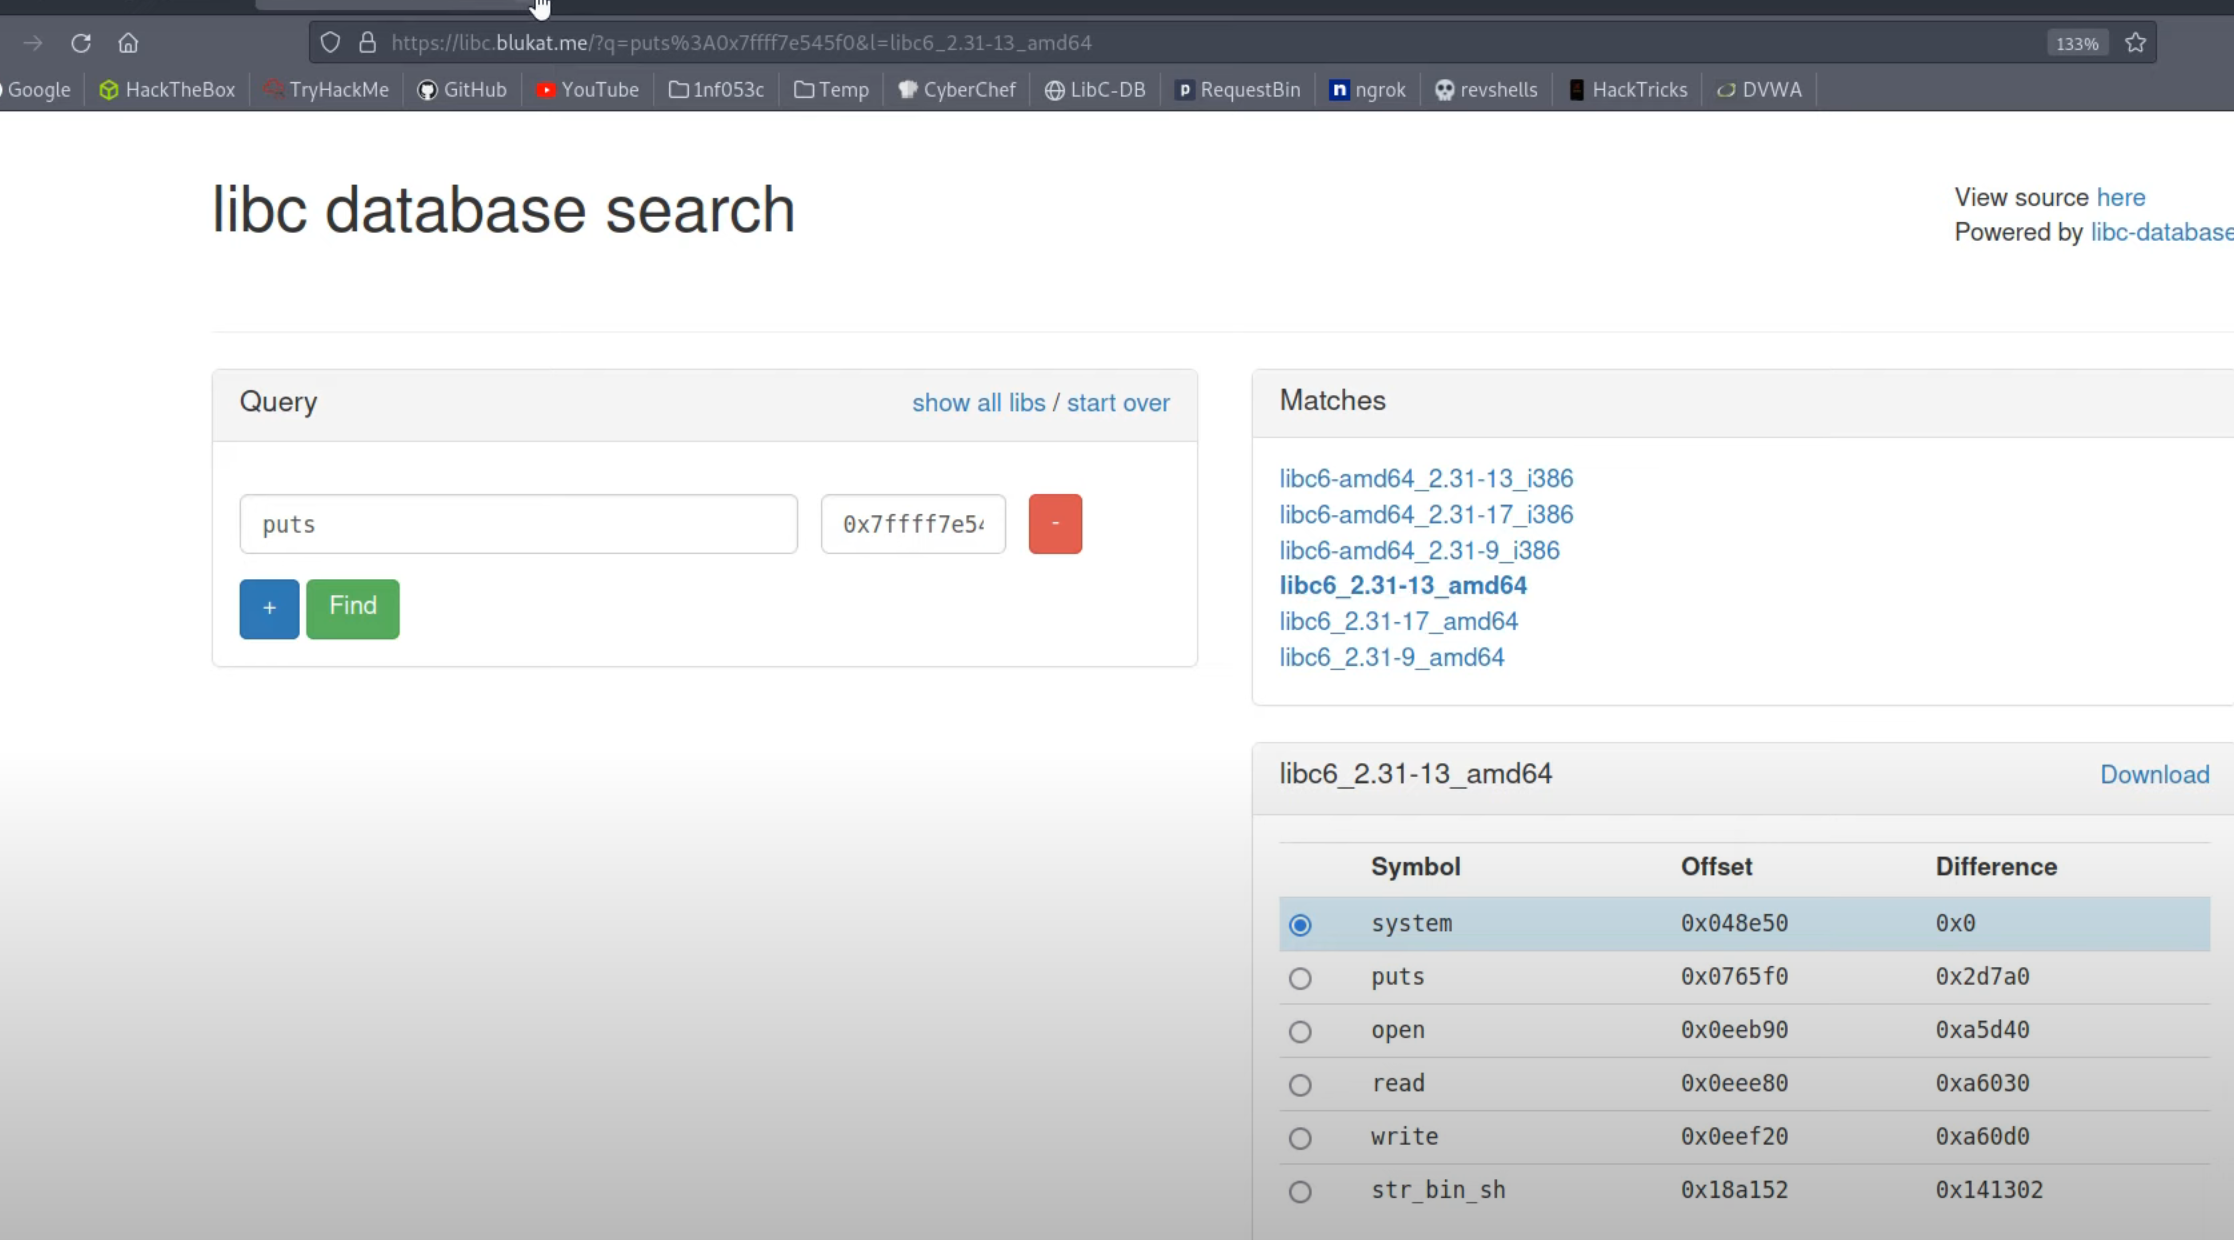 https://libc.blukat.me/?q=puts%3A0x7ffff7e545f0&l=libc6_2.31-13_amd64
133%
Google
HackTheBox
TryHackMe
GitHub
YouTube
1nf053c
Temp
CyberChef
LibC-DB
RequestBin
ngrok
revshells
HackTricks
DVWA
libc database search
View source here
Powered by libc-database
Query
show all libs / start over
puts
0x7ffff7e54
-
+
Find
Matches
libc6-amd64_2.31-13_i386
libc6-amd64_2.31-17_i386
libc6-amd64_2.31-9_i386
libc6_2.31-13_amd64
libc6_2.31-17_amd64
libc6_2.31-9_amd64
libc6_2.31-13_amd64
Download
Symbol Offset Difference
system 0x048e50 0x0
puts 0x0765f0 0x2d7a0
open 0x0eeb90 0xa5d40
read 0x0eee80 0xa6030
write 0x0eef20 0xa60d0
str_bin_sh 0x18a152 0x141302